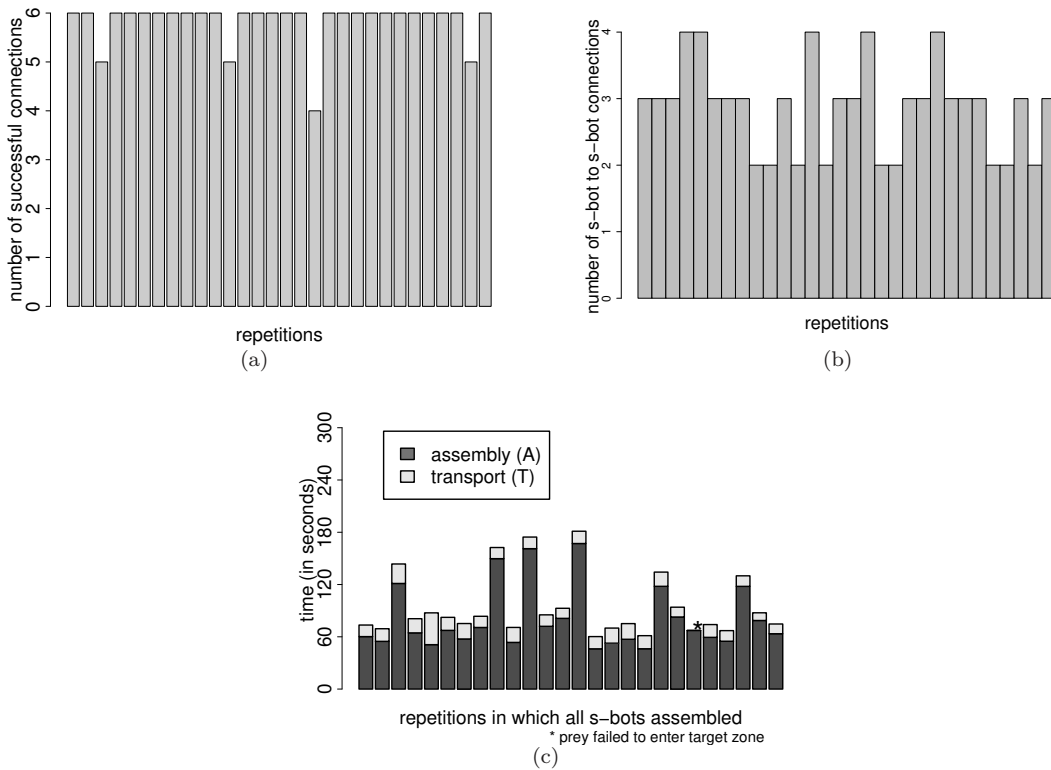 number of successful connections
0 1 2 3 4 5 6
repetitions
(a)
number of s−bot to s−bot connections
0 1 2 3 4
repetitions
(b)
time (in seconds)
0 60 120 180 240 300
assembly (A)
transport (T)
*
repetitions in which all s−bots assembled
* prey failed to enter target zone
(c)